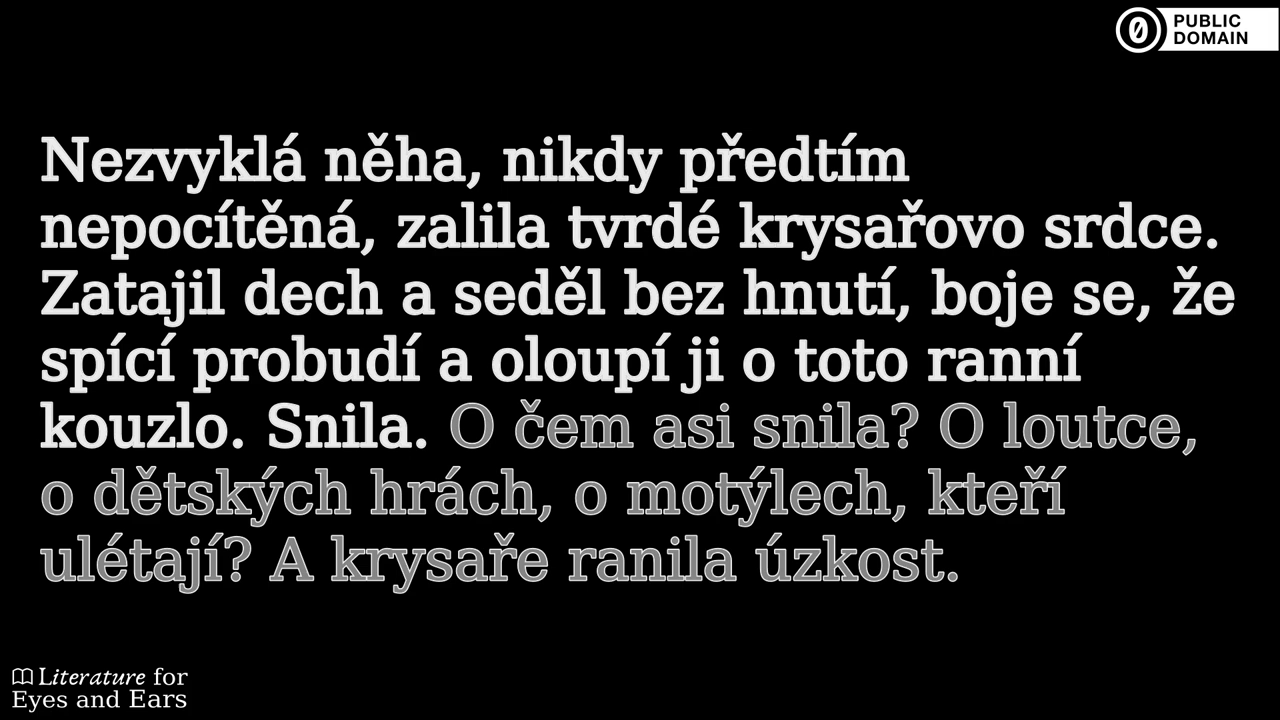 PUBLIC
DOMAIN
Nezvyklá něha, nikdy předtím
nepocítěná, zalila tvrdé krysařovo srdce.
Zatajil dech a seděl bez hnutí, boje se, že
spící probudí a oloupí ji o toto ranní
kouzlo. Snila. O čem asi snila? O loutce,
o dětských hrách, o motýlech, kteří
ulétají? A krysaře ranila úzkost.
Literature for
Eyes and Ears